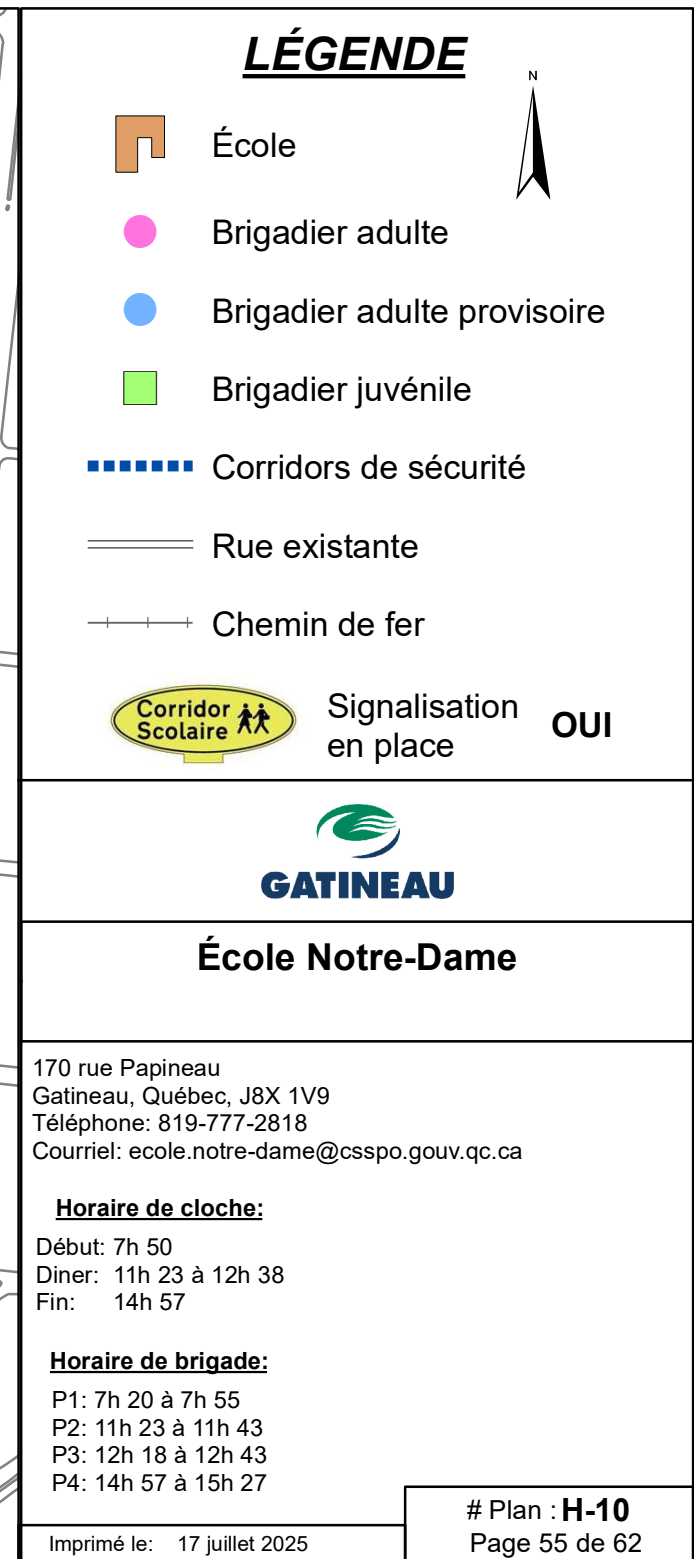 LÉGENDE
N
École
Brigadier adulte
Brigadier adulte provisoire
Brigadier juvénile
Corridors de sécurité
Rue existante
Chemin de fer
Corridor
Scolaire
Signalisation
en place
OUI
GATINEAU
École Notre-Dame
170 rue Papineau
Gatineau, Québec, J8X 1V9
Téléphone: 819-777-2818
Courriel: ecole.notre-dame@csspo.gouv.qc.ca
Horaire de cloche:
Début: 7h 50
Diner: 11h 23 à 12h 38
Fin: 14h 57
Horaire de brigade:
P1: 7h 20 à 7h 55
P2: 11h 23 à 11h 43
P3: 12h 18 à 12h 43
P4: 14h 57 à 15h 27
Imprimé le: 17 juillet 2025
# Plan : H-10
Page 55 de 62